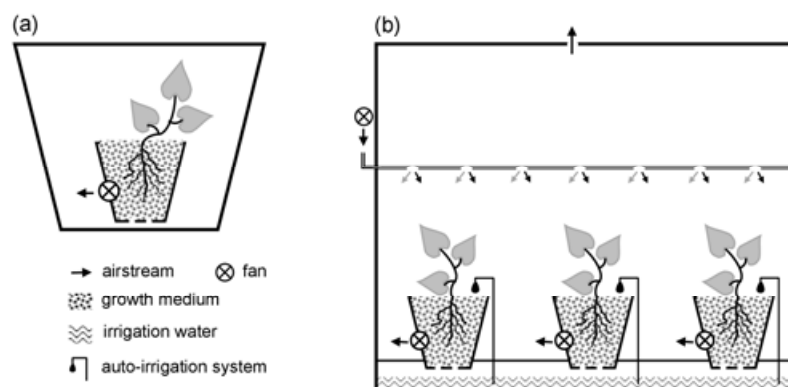 (a)
(b)
airstream
fan
growth medium
irrigation water
auto-irrigation system